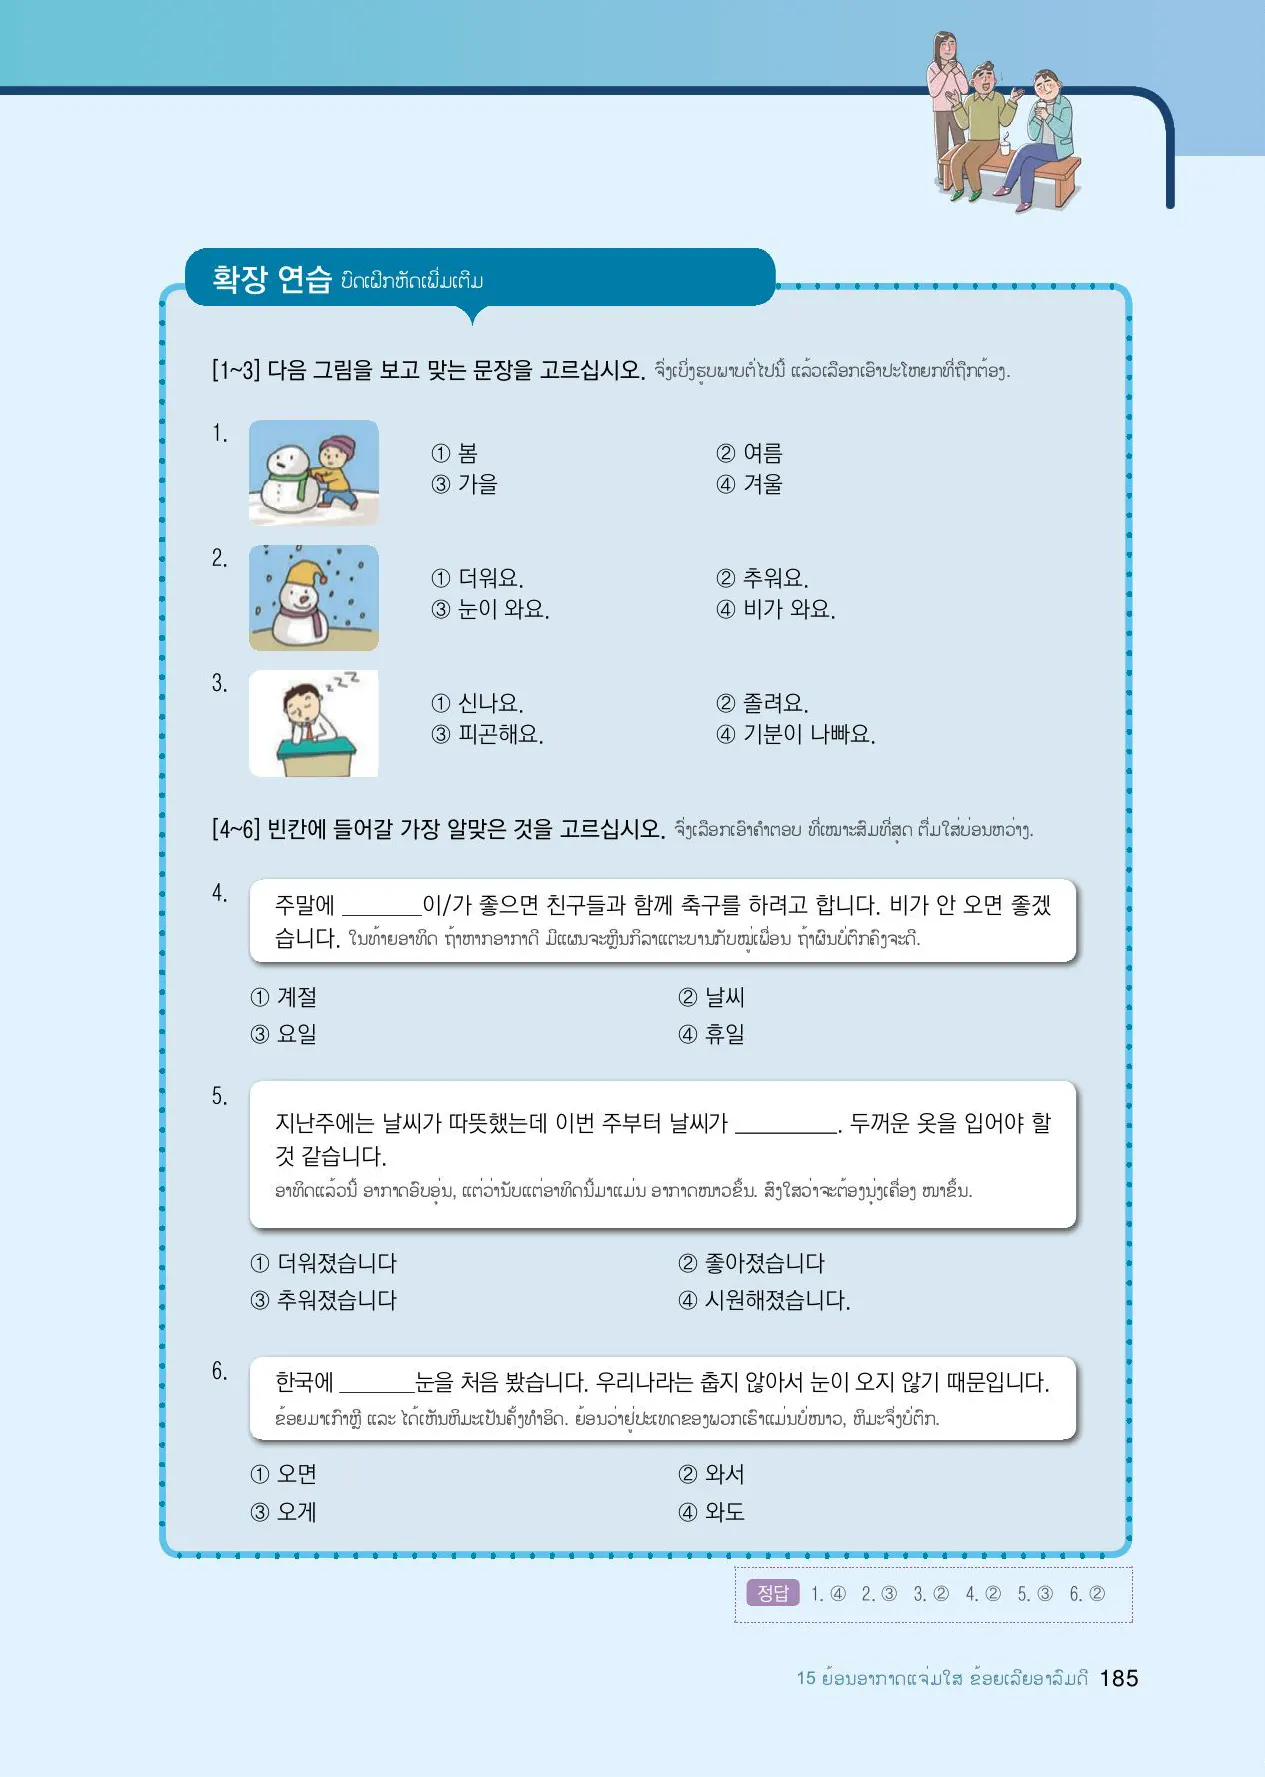 확장 연습 ບົດເຝິກຫັດເພີ່ມເຕີມ
[1~3] 다음 그림을 보고 맞는 문장을 고르십시오. ຈົ່ງເບິ່ງຮູບພາບຕໍ່ໄປນີ້ ແລ້ວເລືອກເອົາປະໂຫຍກທີ່ຖືກຕ້ອງ.
1.
① 봄 ② 여름
③ 가을 ④ 겨울
2.
① 더워요. ② 추워요.
③ 눈이 와요. ④ 비가 와요.
3.
zzz
① 신나요. ② 졸려요.
③ 피곤해요. ④ 기분이 나빠요.
[4~6] 빈칸에 들어갈 가장 알맞은 것을 고르십시오. ຈົ່ງເລືອກເອົາຄຳຕອບ ທີ່ເໝາະສົມທີ່ສຸດ ຕື່ມໃສ່ບ່ອນຫວ່າງ.
4.
주말에 _______이/가 좋으면 친구들과 함께 축구를 하려고 합니다. 비가 안 오면 좋겠
습니다. ໃນທ້າຍອາທິດ ຖ້າຫາກອາກາດີ ມີແຜນຈະຫຼີ້ນກິລາເຕະບານກັບໝູ່ເພື່ອນ ຖ້າຝົນບໍ່ຕົກຄົງຈະດີ.
① 계절 ② 날씨
③ 요일 ④ 휴일
5.
지난주에는 날씨가 따뜻했는데 이번 주부터 날씨가 _________. 두꺼운 옷을 입어야 할
것 같습니다.
ອາທິດແລ້ວນີ້ ອາກາດອົບອຸ່ນ, ແຕ່ວ່ານັບແຕ່ອາທິດນີ້ມາແມ່ນ ອາກາດໜາວຂຶ້ນ. ສົງໃສວ່າຈະຕ້ອງນຸ່ງເຄື່ອງ ໜາຂຶ້ນ.
① 더워졌습니다 ② 좋아졌습니다
③ 추워졌습니다 ④ 시원해졌습니다.
6.
한국에 _______눈을 처음 봤습니다. 우리나라는 춥지 않아서 눈이 오지 않기 때문입니다.
ຂ້ອຍມາເກົາຫຼີ ແລະ ໄດ້ເຫັນຫິມະເປັນຄັ້ງທຳອິດ. ຍ້ອນວ່າຢູ່ປະເທດຂອງພວກເຮົາແມ່ນບໍ່ໜາວ, ຫິມະຈຶ່ງບໍ່ຕົກ.
① 오면 ② 와서
③ 오게 ④ 와도
정답 1. ④ 2. ③ 3. ② 4. ② 5. ③ 6. ②
15 ຍ້ອນອາກາດແຈ່ມໃສ ຂ້ອຍເລີຍອາລົມດີ 185